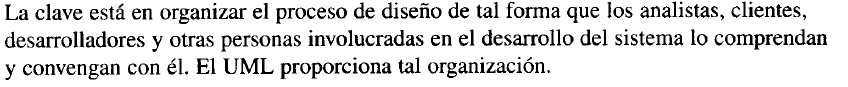 La clave está en organizar el proceso de diseño de tal forma que los analistas, clientes,
desarrolladores y otras personas involucradas en el desarrollo del sistema lo comprendan
y convengan con él. El UML proporciona tal organización.